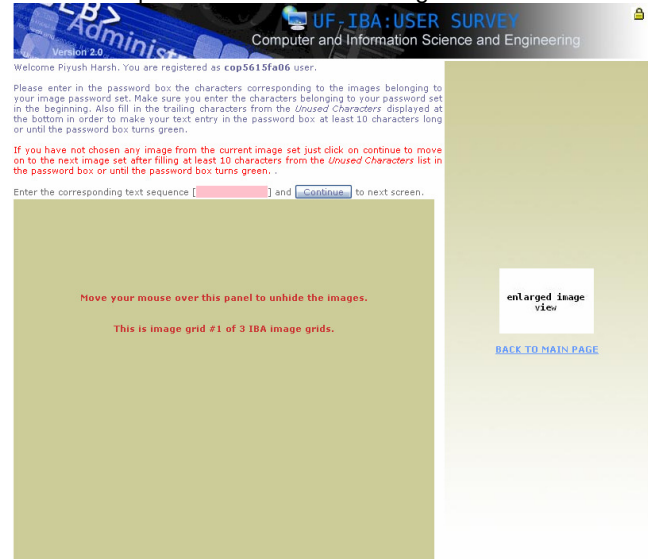 UF-IBA:USER SURVEY
Administ
Computer and Information Science and Engineering
Version 2.0
Welcome Piyush Harsh. You are registered as cop5615fa06 user.
Please enter in the password box the characters corresponding to the images belonging to
your image password set. Make sure you enter the characters belonging to your password set
in the beginning. Also fill in the trailing characters from the Unused Characters displayed at
the bottom in order to make your text entry in the password box at least 10 characters long
or until the password box turns green.
If you have not chosen any image from the current image set just click on continue to move
on to the next image set after filling at least 10 characters from the Unused Characters list in
the password box or until the password box turns green. .
Enter the corresponding text sequence [ ] and Continue to next screen.
Move your mouse over this panel to unhide the images.
This is image grid #1 of 3 IBA image grids.
enlarged image
view
BACK TO MAIN PAGE